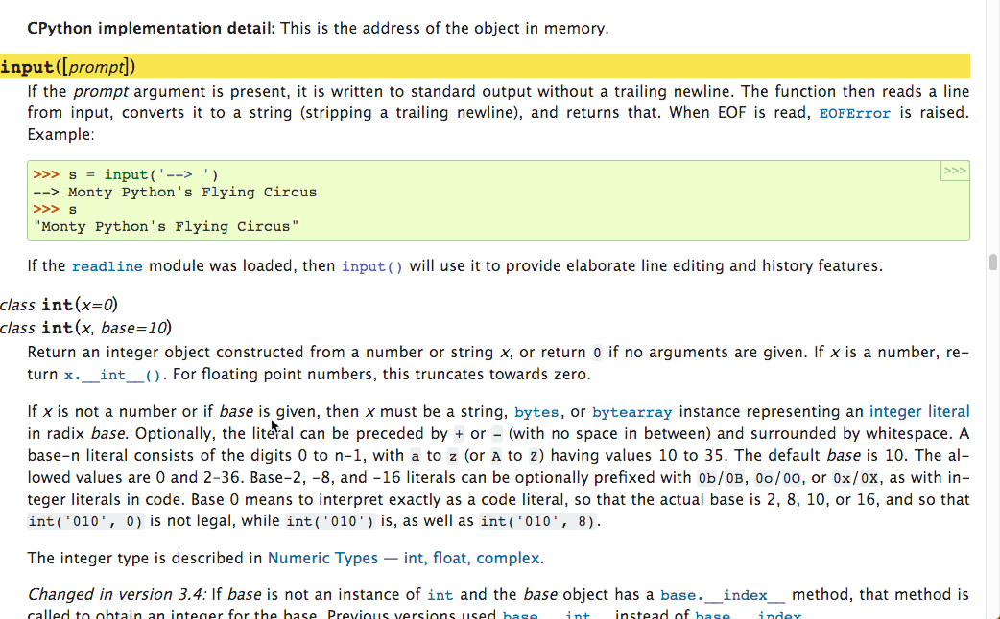 CPython implementation detail: This is the address of the object in memory.
input([prompt])
If the prompt argument is present, it is written to standard output without a trailing newline. The function then reads a line
from input, converts it to a string (stripping a trailing newline), and returns that. When EOF is read, EOFError is raised.
Example:
>>> s = input('--> ')
>>>
--> Monty Python's Flying Circus
>>> s
"Monty Python's Flying Circus"
If the readline module was loaded, then input() will use it to provide elaborate line editing and history features.
class int(x=0)
class int(x, base=10)
Return an integer object constructed from a number or string x, or return 0 if no arguments are given. If x is a number, re-
turn x.__int__(). For floating point numbers, this truncates towards zero.
If x is not a number or if base is given, then x must be a string, bytes, or bytearray instance representing an integer literal
in radix base. Optionally, the literal can be preceded by + or - (with no space in between) and surrounded by whitespace. A
base-n literal consists of the digits 0 to n-1, with a to z (or A to Z) having values 10 to 35. The default base is 10. The al-
lowed values are 0 and 2-36. Base-2, -8, and -16 literals can be optionally prefixed with 0b/0B, 0o/0O, or 0x/0X, as with in-
teger literals in code. Base 0 means to interpret exactly as a code literal, so that the actual base is 2, 8, 10, or 16, and so that
int('010', 0) is not legal, while int('010') is, as well as int('010', 8).
The integer type is described in Numeric Types — int, float, complex.
Changed in version 3.4: If base is not an instance of int and the base object has a base.__index__ method, that method is
called to obtain an integer for the base. Previous versions used base.__int__ instead of base.__index__.